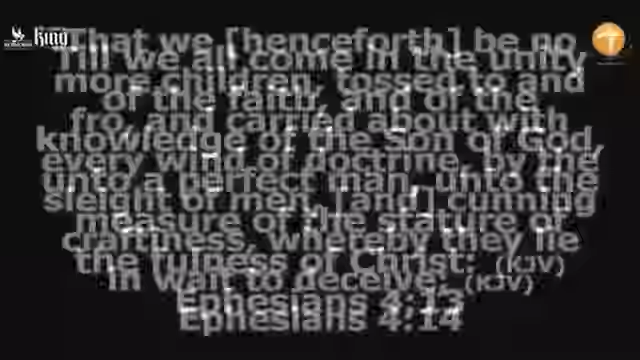 king
That we [henceforth] be no
Till we all come in the unity
more children, tossed to and
of the faith, and of the
fro, and carried about with
knowledge of the Son of God,
every wind of doctrine, by the
unto a perfect man, unto the
sleight of men, [and] cunning
measure of the stature of
craftiness, whereby they lie
the fulness of Christ: (KJV)
in wait to deceive; (KJV)
Ephesians 4:13
Ephesians 4:14